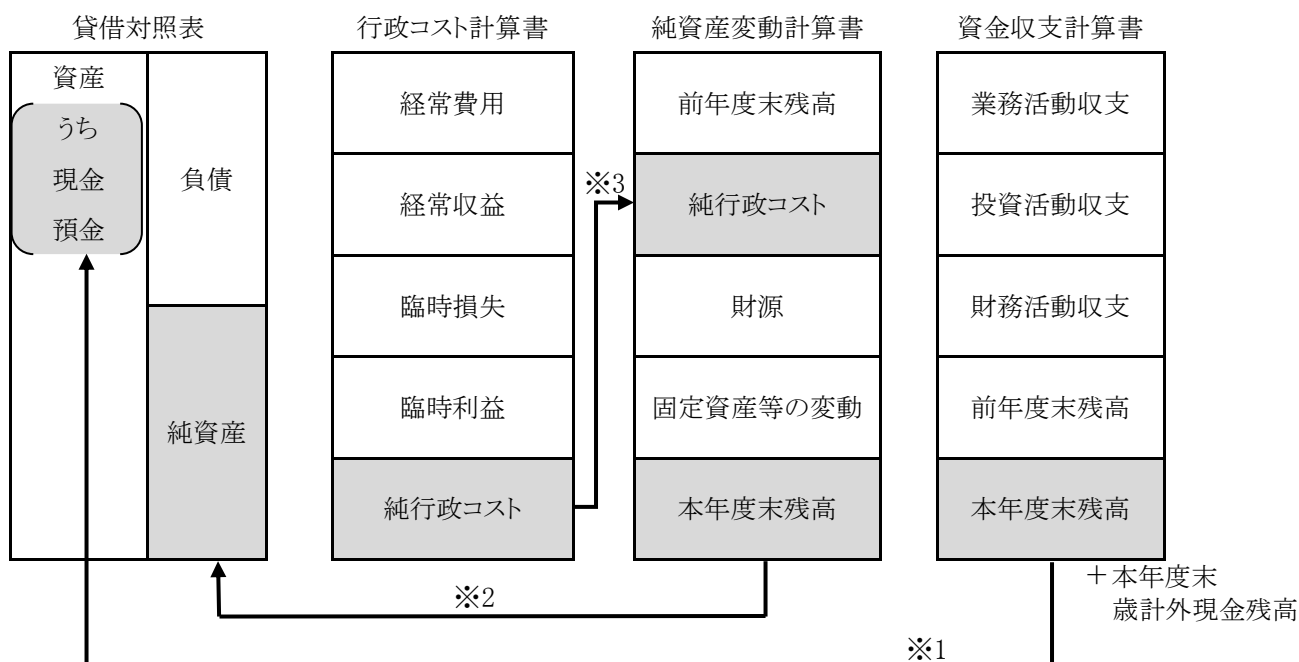 貸借対照表
資産
うち
現金
預金
負債
純資産
行政コスト計算書
経常費用
経常収益
臨時損失
臨時利益
純行政コスト
※3
純資産変動計算書
前年度末残高
純行政コスト
財源
固定資産等の変動
本年度末残高
資金収支計算書
業務活動収支
投資活動収支
財務活動収支
前年度末残高
本年度末残高
＋本年度末
歳計外現金残高
※2
※1